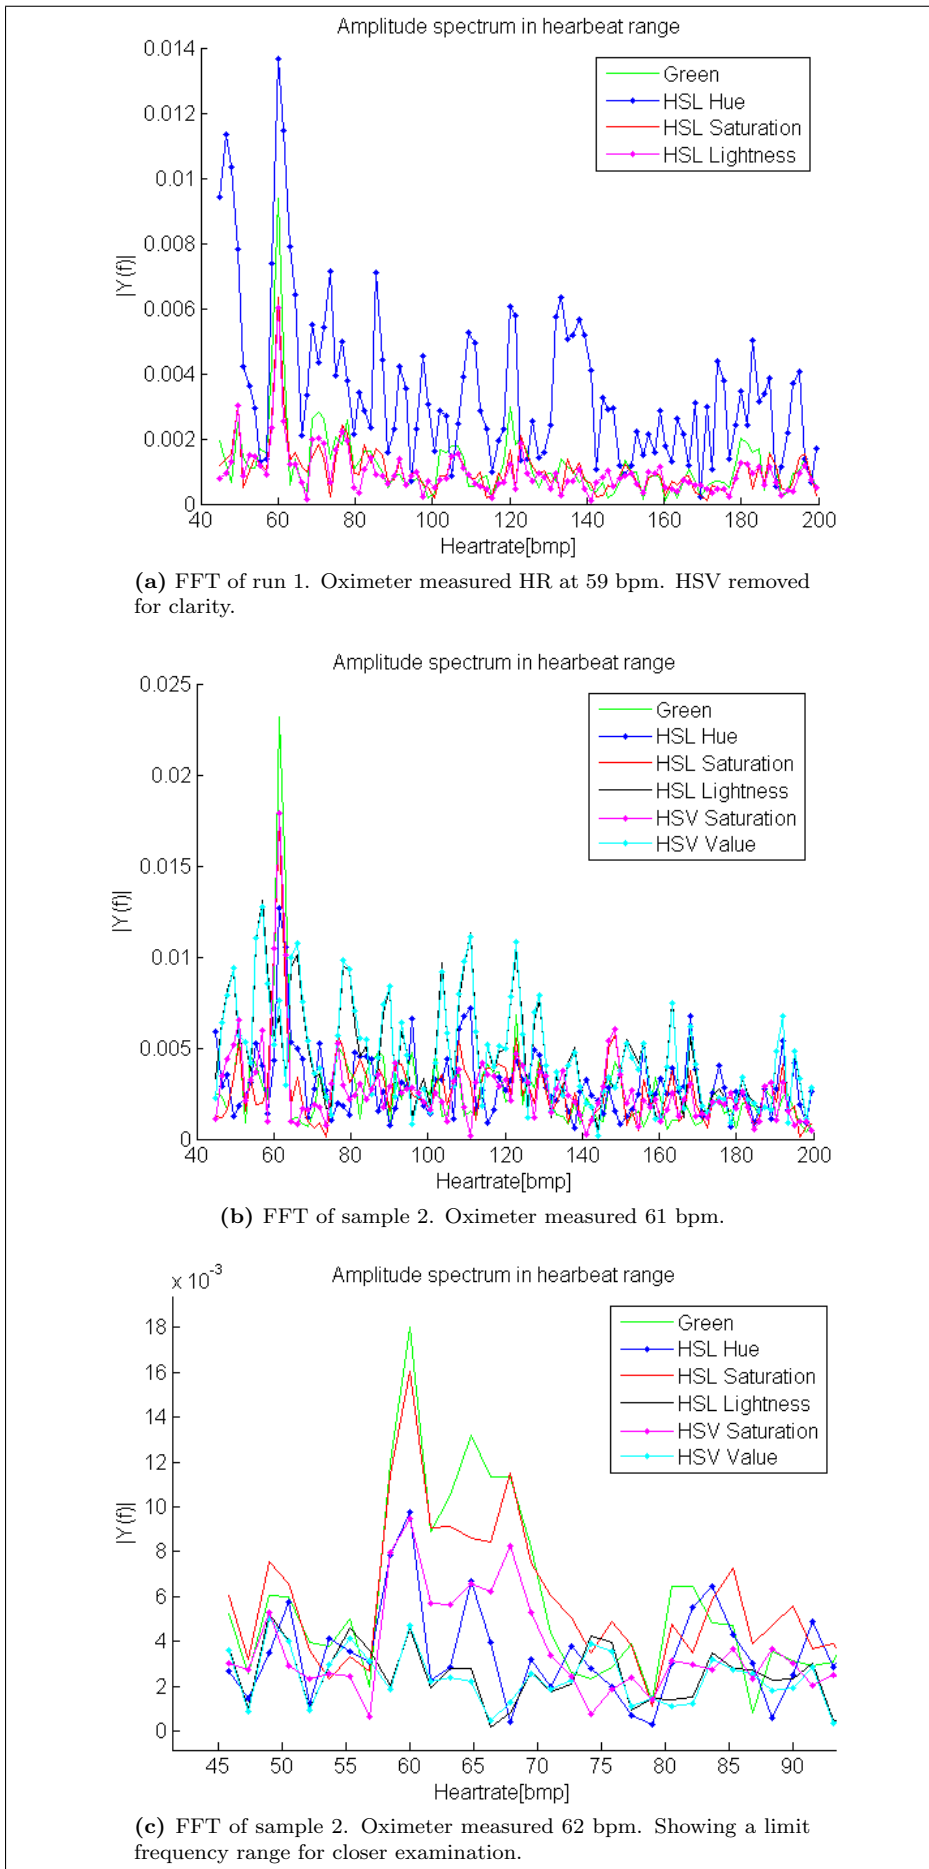 Amplitude spectrum in hearbeat range
0.014
0.012
0.01
0.008
0.006
0.004
0.002
0
|Y(f)|
Green
HSL Hue
HSL Saturation
HSL Lightness
40 60 80 100 120 140 160 180 200
Heartrate[bmp]
(a) FFT of run 1. Oximeter measured HR at 59 bpm. HSV removed
for clarity.
Amplitude spectrum in hearbeat range
0.025
0.02
0.015
0.01
0.005
0
|Y(f)|
Green
HSL Hue
HSL Saturation
HSL Lightness
HSV Saturation
HSV Value
40 60 80 100 120 140 160 180 200
Heartrate[bmp]
(b) FFT of sample 2. Oximeter measured 61 bpm.
x 10-3
Amplitude spectrum in hearbeat range
18
16
14
12
10
8
6
4
2
0
|Y(f)|
Green
HSL Hue
HSL Saturation
HSL Lightness
HSV Saturation
HSV Value
45 50 55 60 65 70 75 80 85 90
Heartrate[bmp]
(c) FFT of sample 2. Oximeter measured 62 bpm. Showing a limit
frequency range for closer examination.